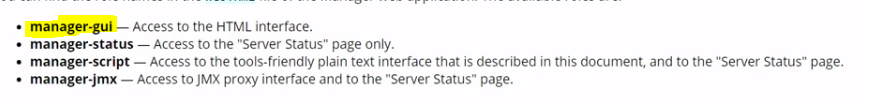 • manager-gui — Access to the HTML interface.
• manager-status — Access to the "Server Status" page only.
• manager-script — Access to the tools-friendly plain text interface that is described in this document, and to the "Server Status" page.
• manager-jmx — Access to JMX proxy interface and to the "Server Status" page.